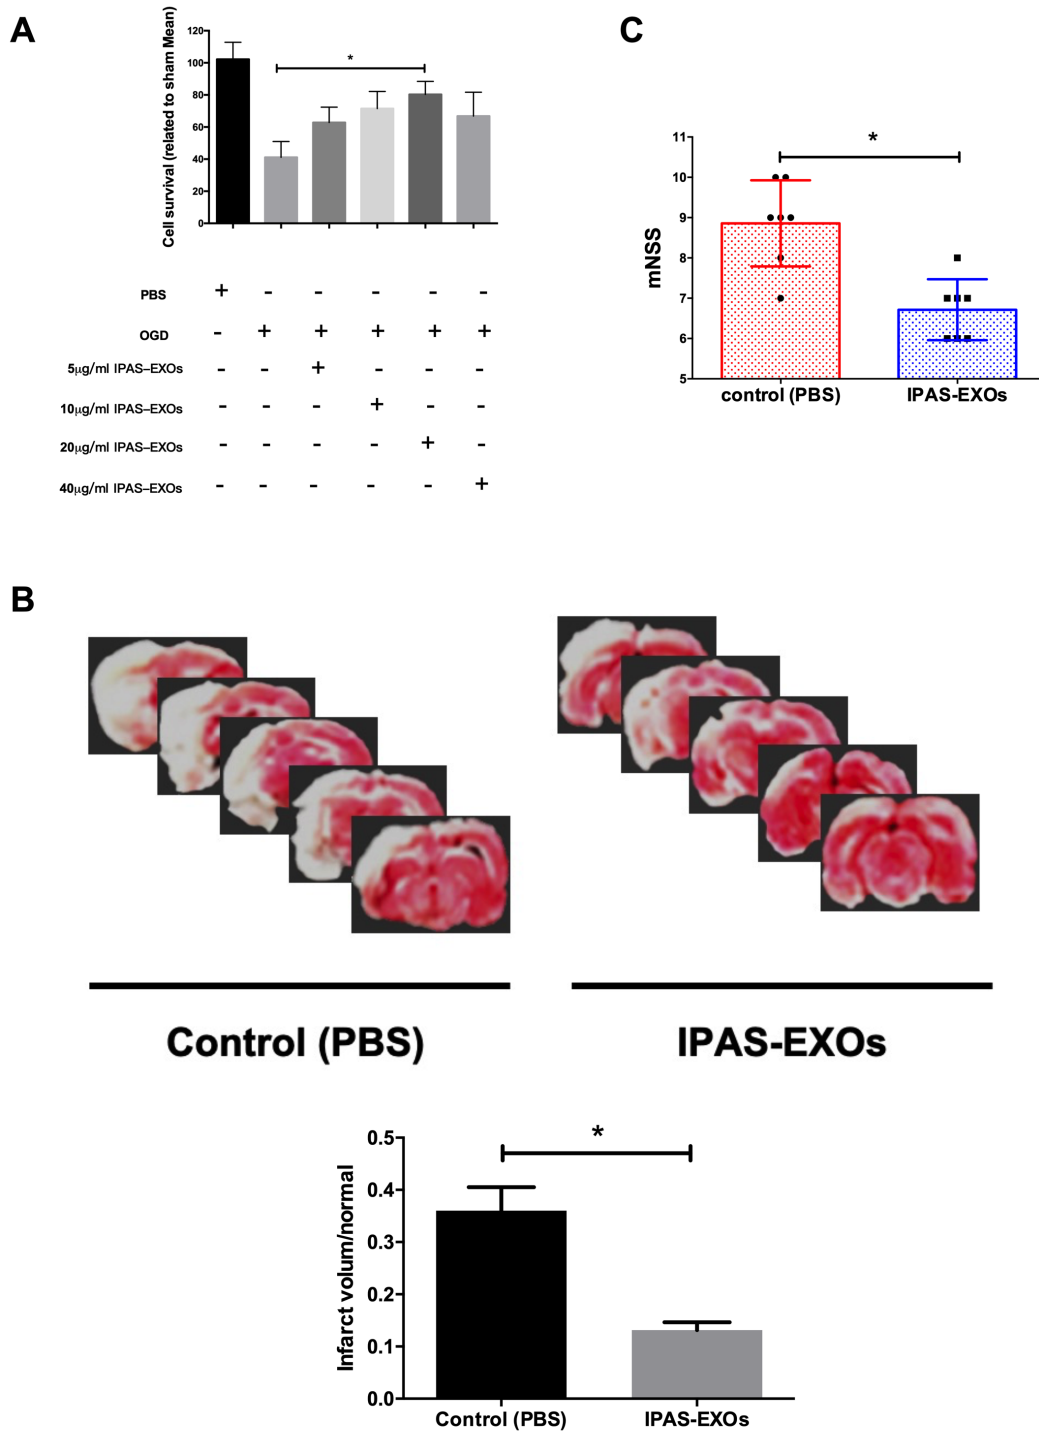 A
Cell survival (related to sham Mean)
120
100
80
60
40
20
0
*
PBS + - - - - -
OGD - + + + + +
5μg/ml IPAS–EXOs - - + - - -
10μg/ml IPAS–EXOs - - - + - -
20μg/ml IPAS–EXOs - - - - + -
40μg/ml IPAS–EXOs - - - - - +
C
mNSS
11
10
9
8
7
6
5
*
control (PBS) IPAS-EXOs
B
Control (PBS) IPAS-EXOs
Infarct volum/normal
0.5
0.4
0.3
0.2
0.1
0.0
*
Control (PBS) IPAS-EXOs